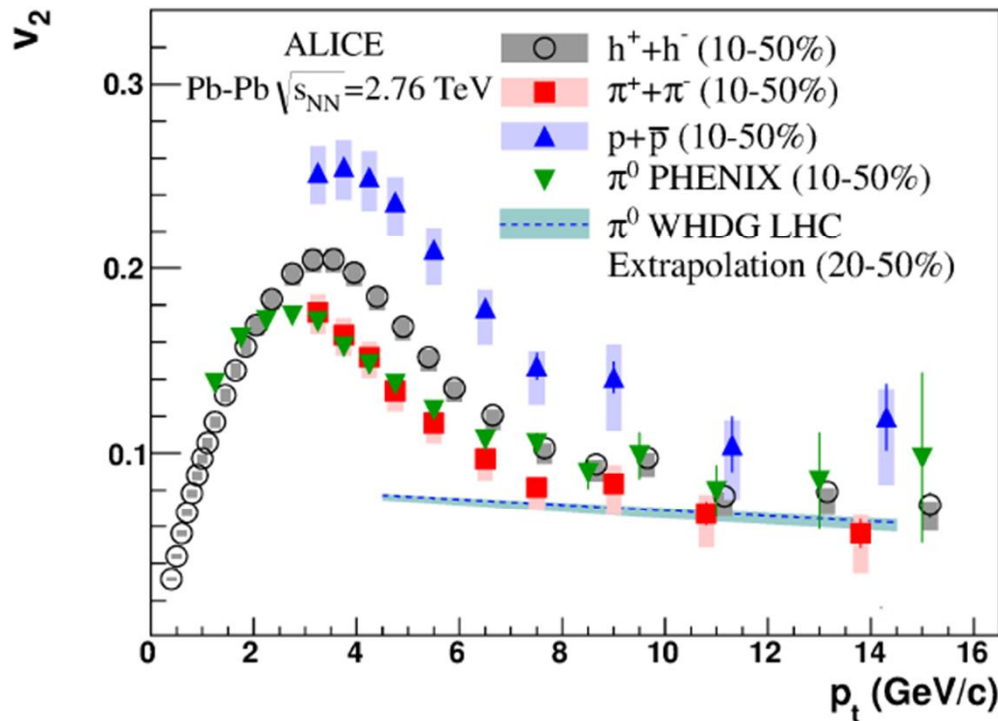 v₂
0.3
0.2
0.1
ALICE
Pb-Pb √s_NN=2.76 TeV
h⁺+h⁻ (10-50%)
π⁺+π⁻ (10-50%)
p+p̅ (10-50%)
π⁰ PHENIX (10-50%)
π⁰ WHDG LHC
Extrapolation (20-50%)
0 2 4 6 8 10 12 14 16
p_t (GeV/c)